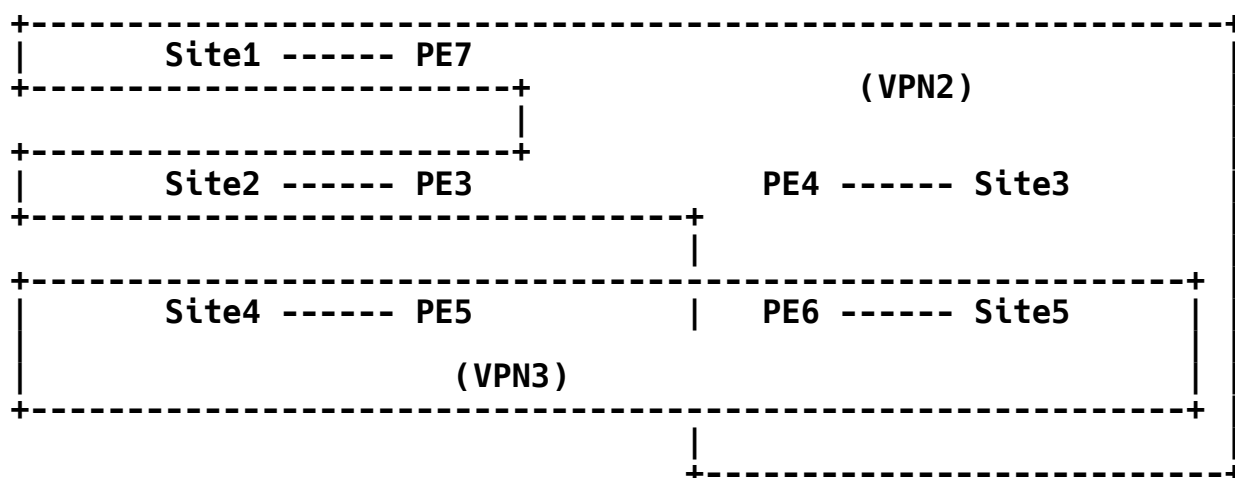 Site1 ------ PE7
(VPN2)
Site2 ------ PE3 PE4 ------ Site3
Site4 ------ PE5 | PE6 ------ Site5
(VPN3)